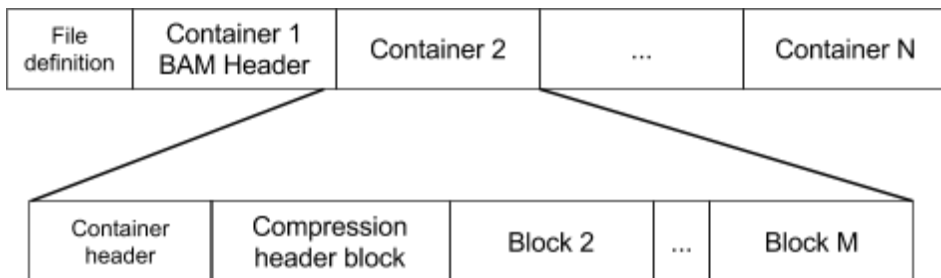 File
definition
Container 1
BAM Header
Container 2
...
Container N
Container
header
Compression
header block
Block 2
...
Block M